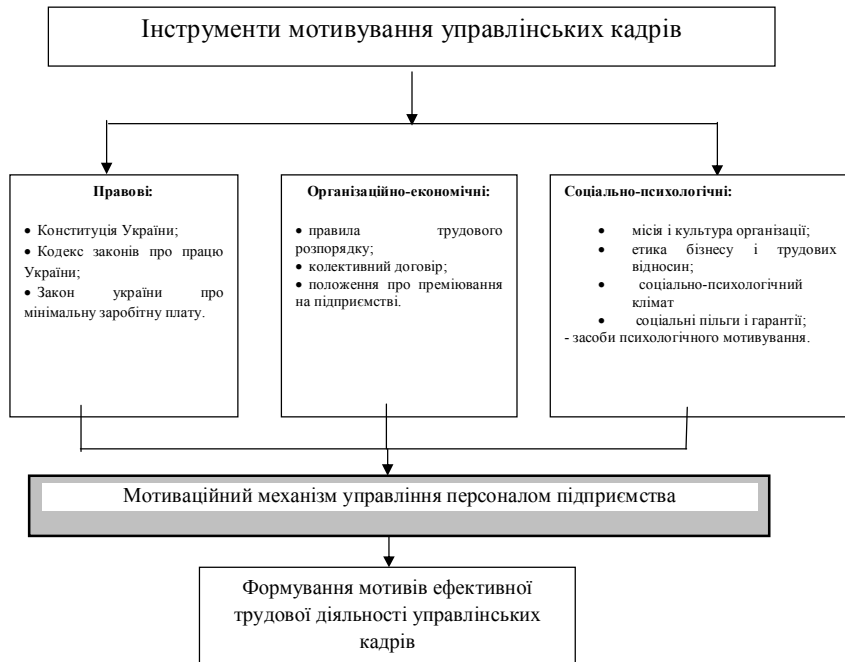 Інструменти мотивування управлінських кадрів
Правові:
• Конституція України;
• Кодекс законів про працю
України;
• Закон україни про
мінімальну заробітну плату.
Організаційно-економічні:
• правила трудового
розпорядку;
• колективний договір;
• положення про преміювання
на підприємстві.
Соціально-психологічні:
• місія і культура організації;
• етика бізнесу і трудових
відносин;
• соціально-психологічний
клімат
• соціальні пільги і гарантії;
- засоби психологічного мотивування.
Мотиваційний механізм управління персоналом підприємства
Формування мотивів ефективної
трудової діяльності управлінських
кадрів